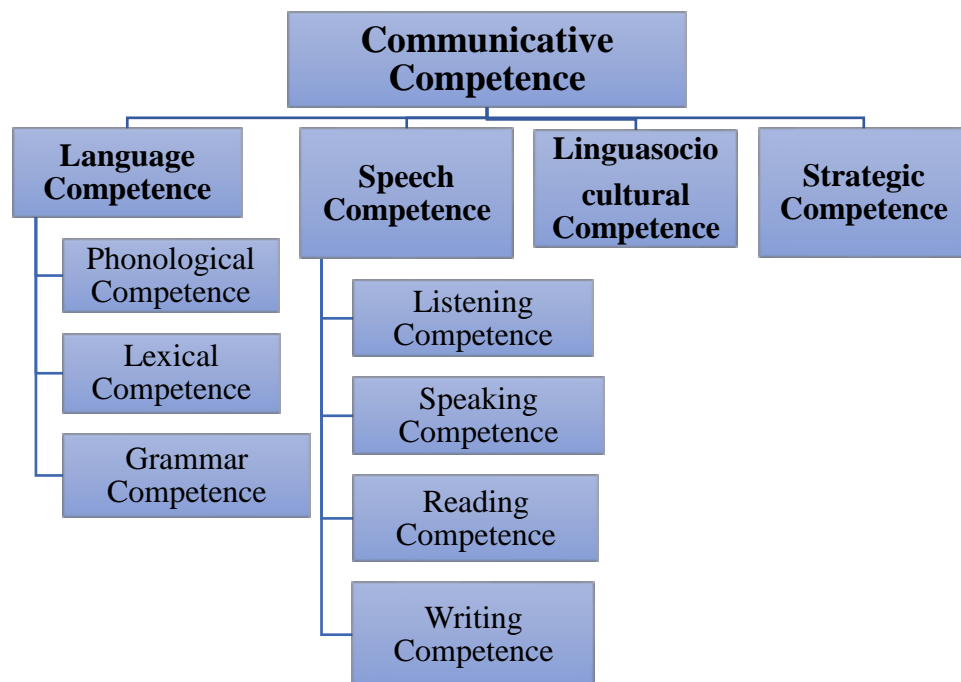 Communicative
Competence
Language
Competence
Speech
Competence
Linguasocio
cultural
Competence
Strategic
Competence
Phonological
Competence
Lexical
Competence
Grammar
Competence
Listening
Competence
Speaking
Competence
Reading
Competence
Writing
Competence